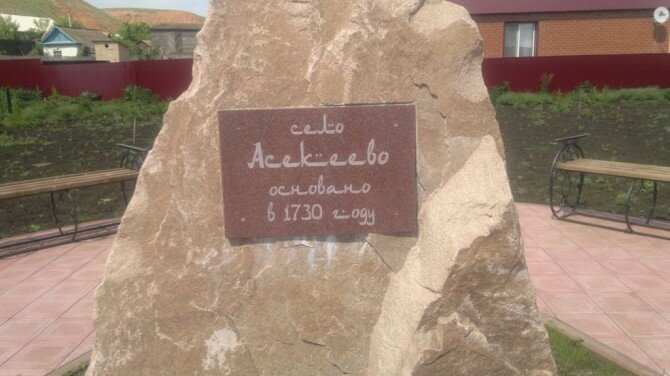 село
Асекеево
основано
в 1730 году